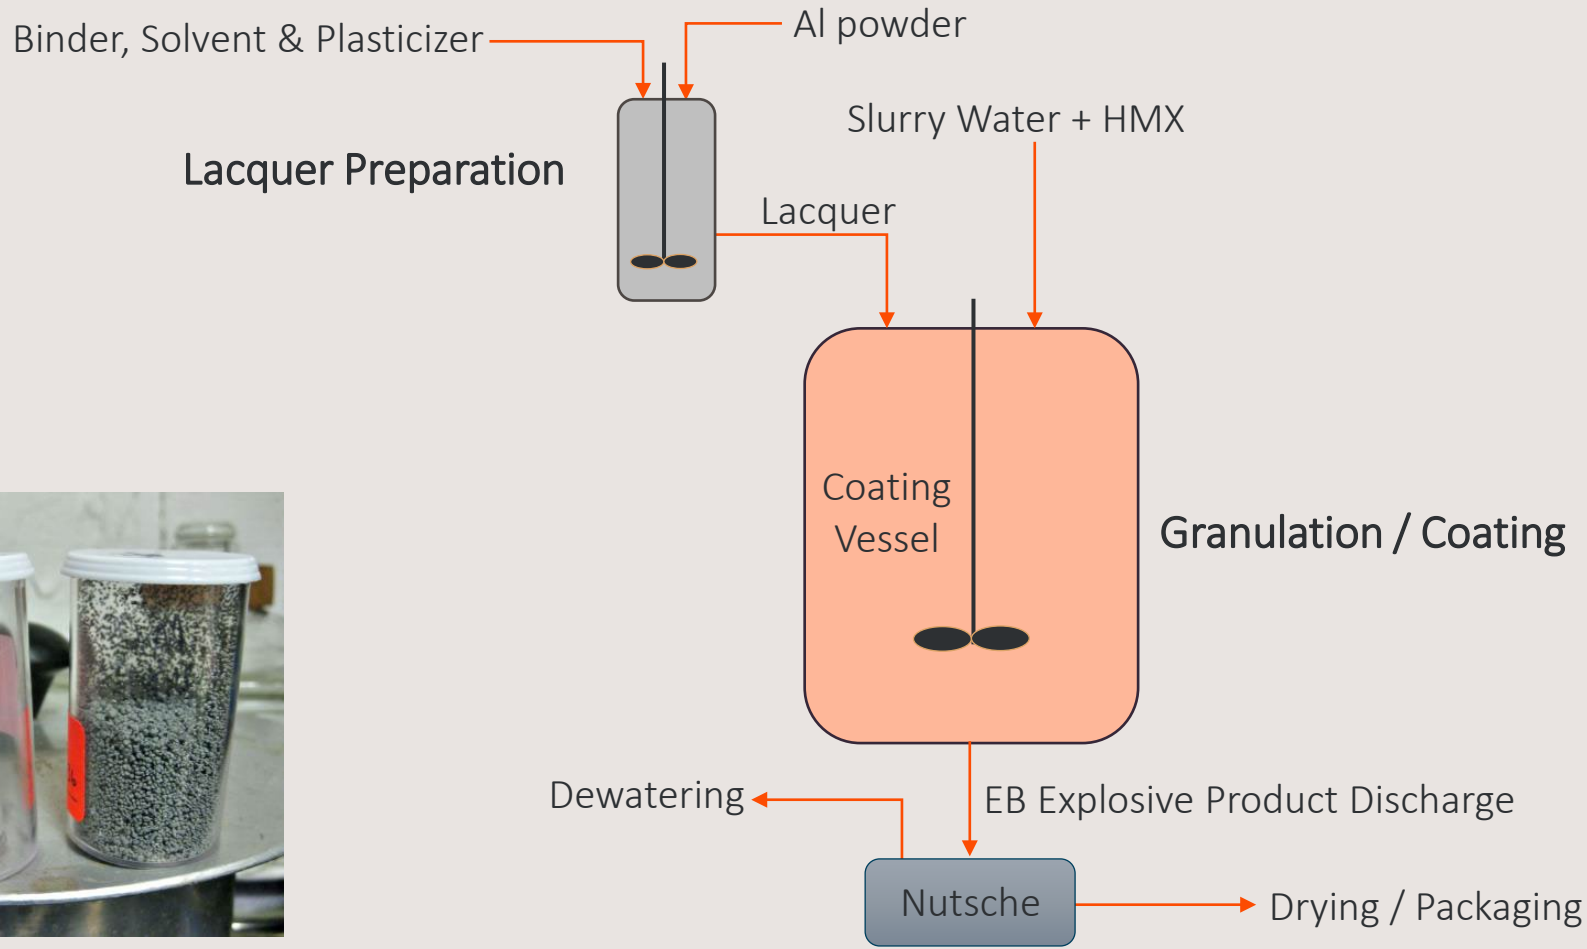 Binder, Solvent & Plasticizer
Al powder
Slurry Water + HMX
Lacquer Preparation
Lacquer
Coating
Vessel
Granulation / Coating
Dewatering
EB Explosive Product Discharge
Nutsche
Drying / Packaging